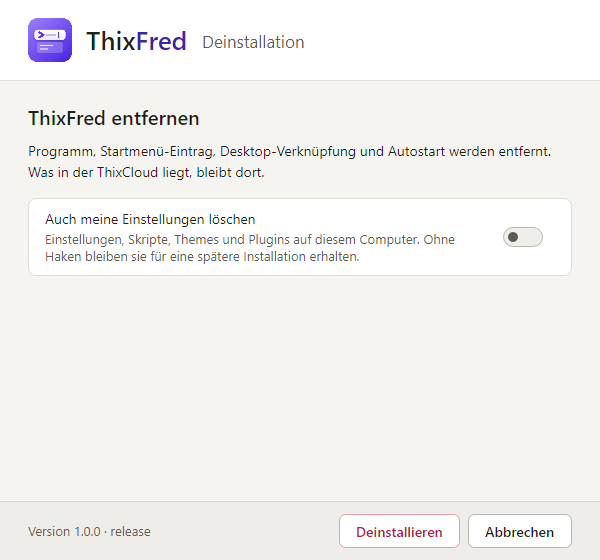 ThixFred Deinstallation
ThixFred entfernen
Programm, Startmenü-Eintrag, Desktop-Verknüpfung und Autostart werden entfernt.
Was in der ThixCloud liegt, bleibt dort.
Auch meine Einstellungen löschen
Einstellungen, Skripte, Themes und Plugins auf diesem Computer. Ohne
Haken bleiben sie für eine spätere Installation erhalten.
Version 1.0.0 · release
Deinstallieren
Abbrechen